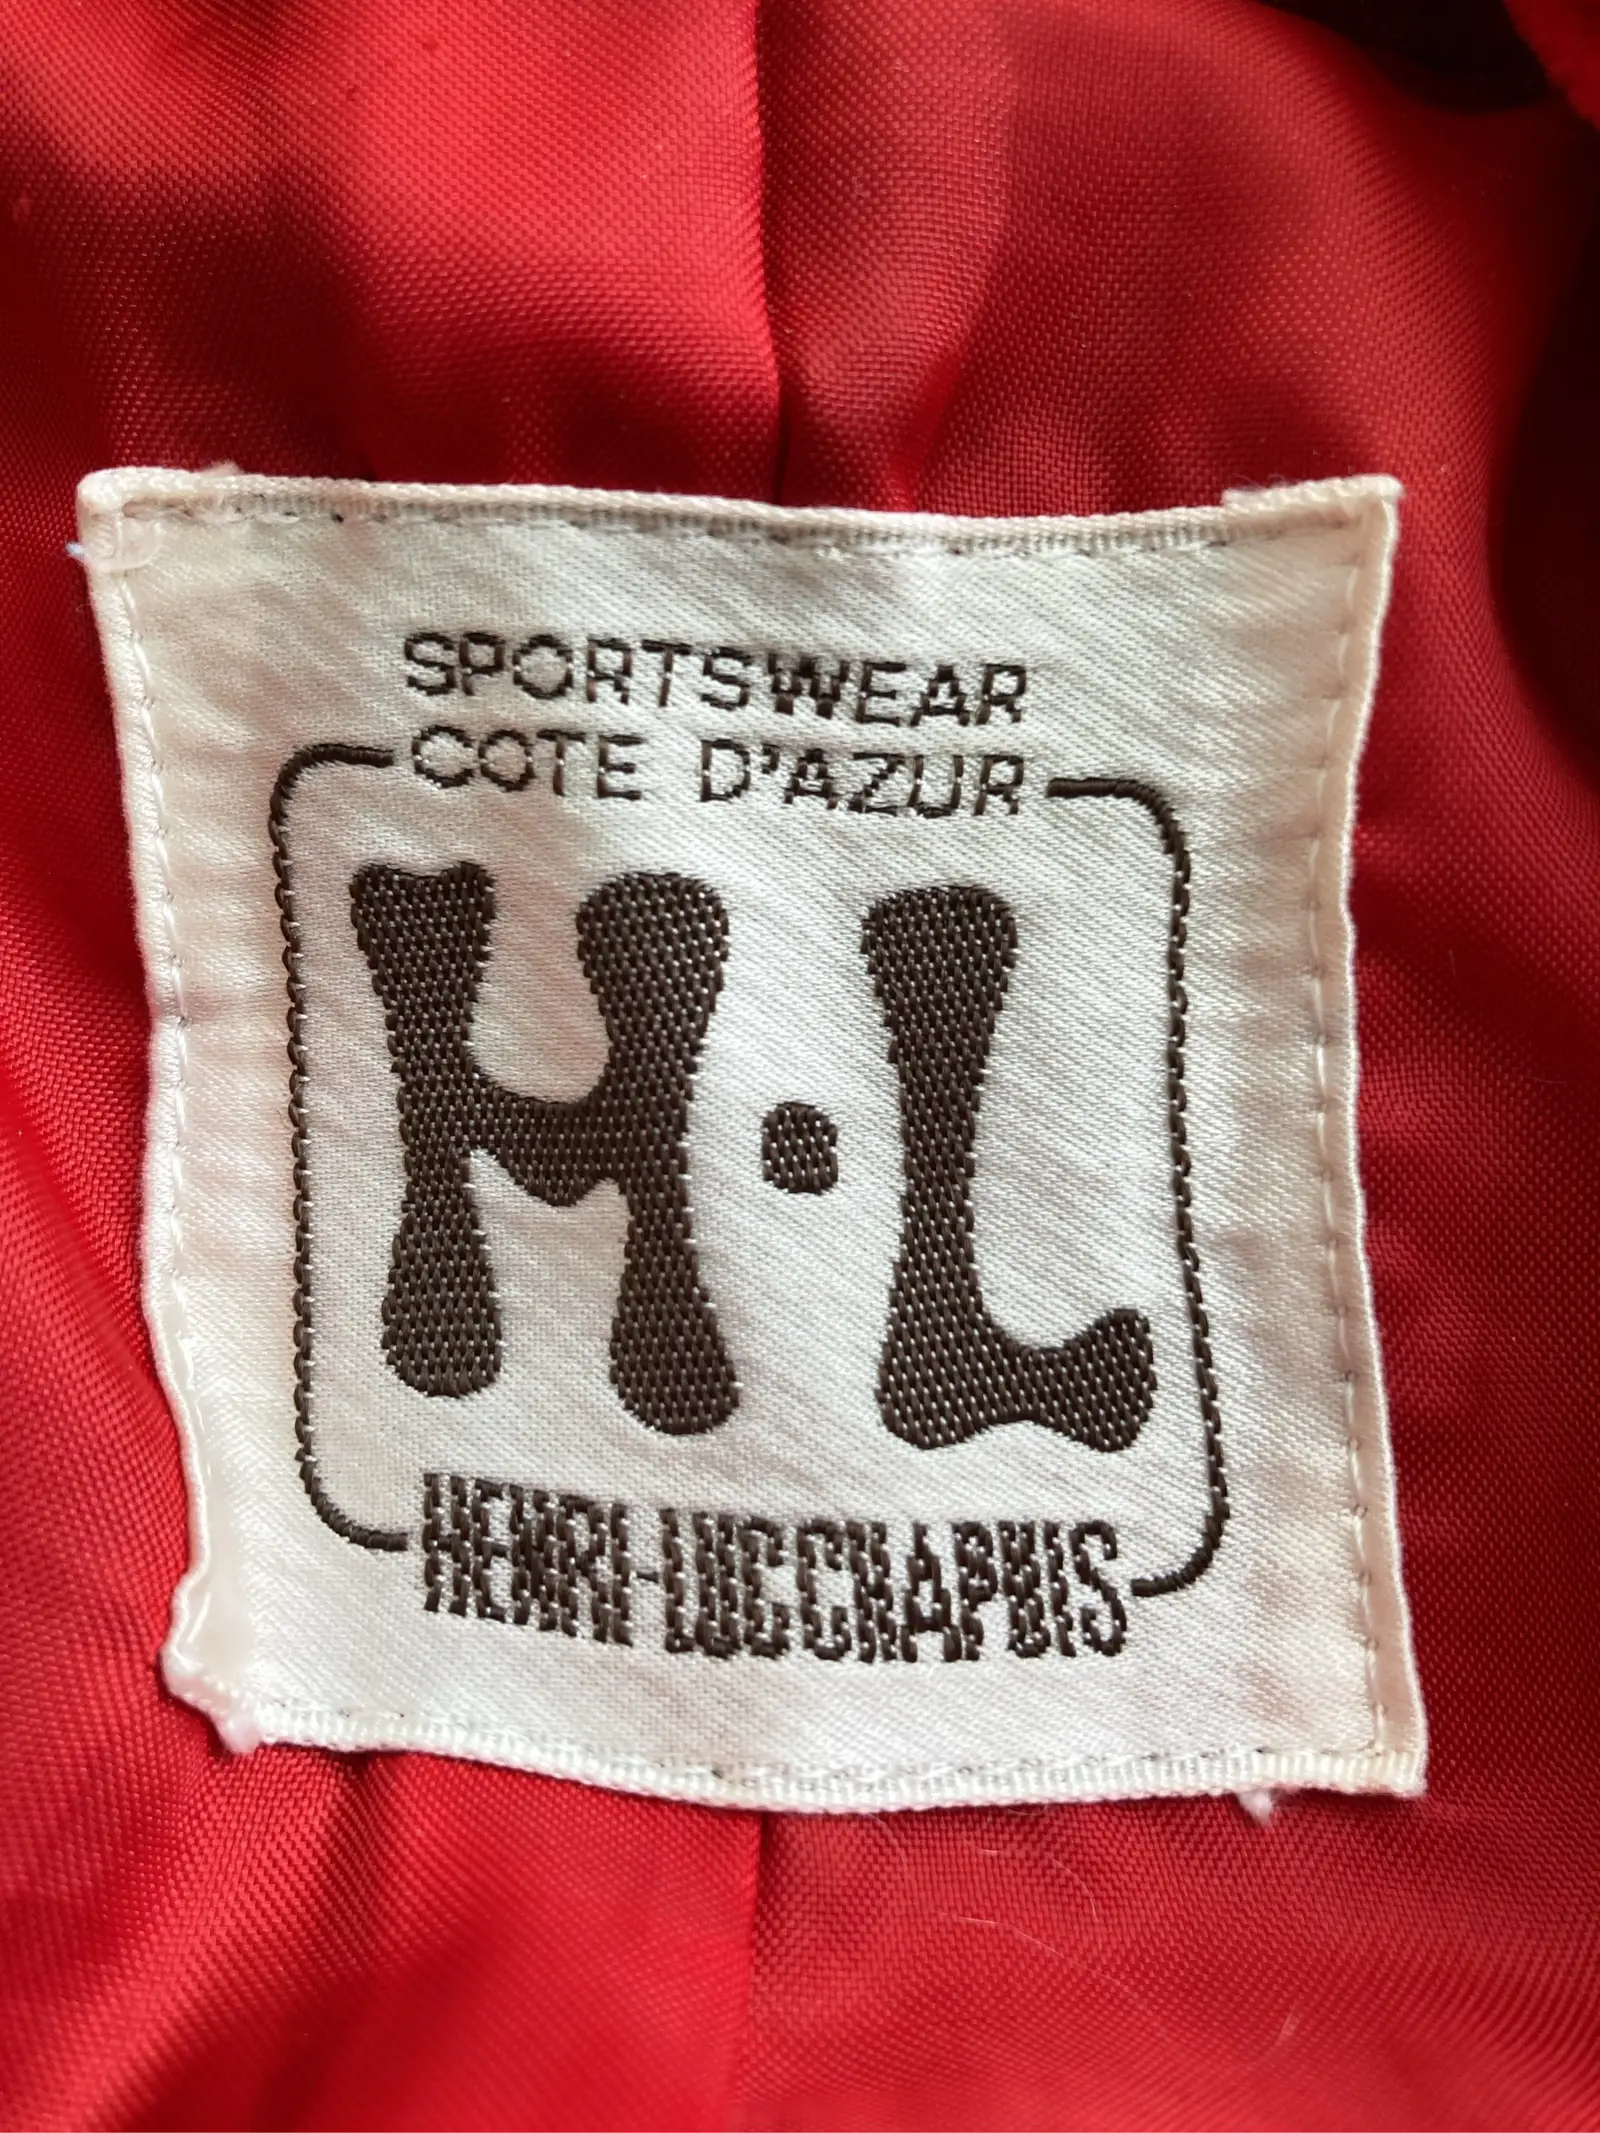 SPORTSWEAR
COTE D'AZUR
H·L
HENRI-LUC CHAPUIS